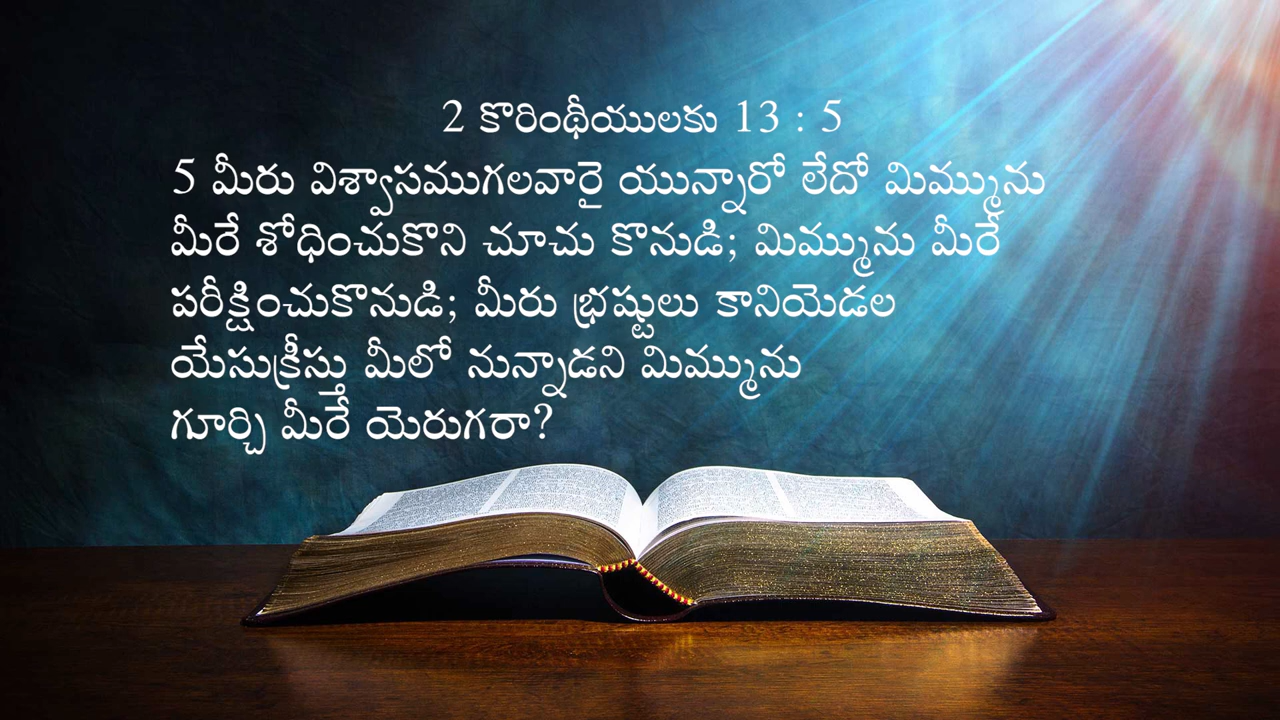 2 కొరింథీయులకు 13 : 5
5 మీరు విశ్వాసముగలవారై యున్నారో లేదో మిమ్మును
మీరే శోధించుకొని చూచు కొనుడి; మిమ్మును మీరే
పరీక్షించుకొనుడి; మీరు భ్రష్టులు కానియెడల
యేసుక్రీస్తు మీలో నున్నాడని మిమ్మును
గూర్చి మీరే యెరుగరా?